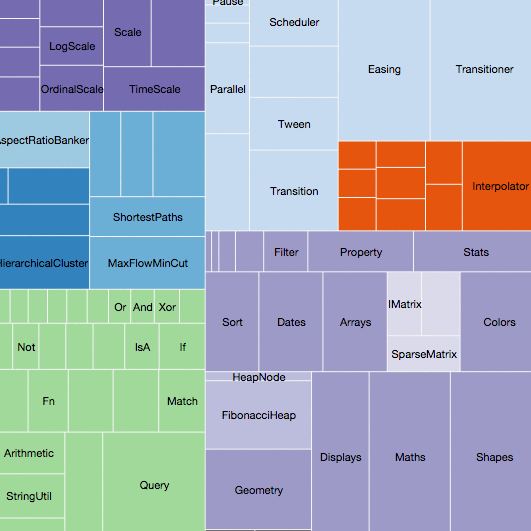 Pause
Scale
Scheduler
LogScale
Easing
Transitioner
OrdinalScale
TimeScale
Parallel
Tween
AspectRatioBanker
Transition
Interpolator
ShortestPaths
HierarchicalCluster
MaxFlowMinCut
Filter
Property
Stats
Or
And
Xor
IMatrix
Sort
Dates
Arrays
Colors
Not
IsA
If
SparseMatrix
HeapNode
Fn
Match
FibonacciHeap
Arithmetic
Displays
Maths
Shapes
Query
Geometry
StringUtil